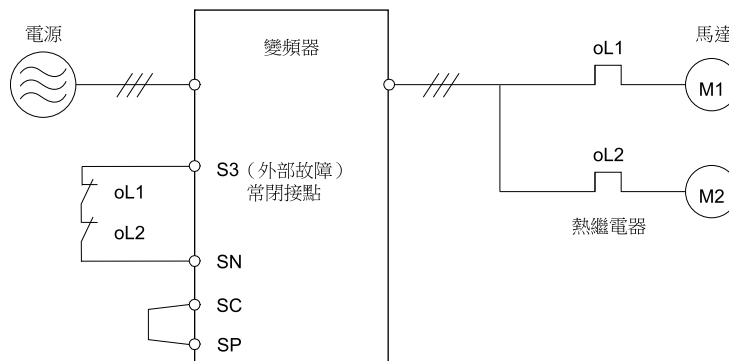 電源
變頻器
oL1
馬達
M1
S3（外部故障）
常閉接點
oL1
oL2
oL2
M2
熱繼電器
SN
SC
SP